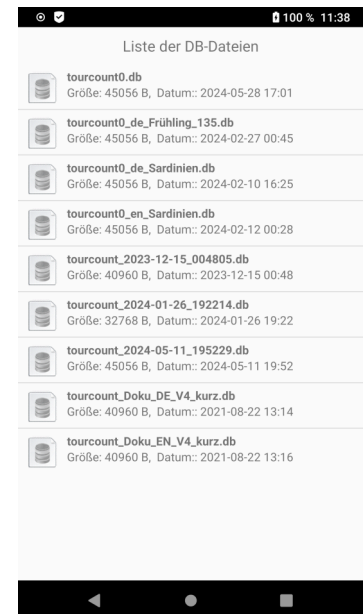 100 % 11:38
Liste der DB-Dateien
tourcount0.db
Größe: 45056 B, Datum:: 2024-05-28 17:01
tourcount0_de_Frühling_135.db
Größe: 45056 B, Datum:: 2024-02-27 00:45
tourcount0_de_Sardinien.db
Größe: 45056 B, Datum:: 2024-02-10 16:25
tourcount0_en_Sardinien.db
Größe: 45056 B, Datum:: 2024-02-12 00:28
tourcount_2023-12-15_004805.db
Größe: 40960 B, Datum:: 2023-12-15 00:48
tourcount_2024-01-26_192214.db
Größe: 32768 B, Datum:: 2024-01-26 19:22
tourcount_2024-05-11_195229.db
Größe: 45056 B, Datum:: 2024-05-11 19:52
tourcount_Doku_DE_V4_kurz.db
Größe: 40960 B, Datum:: 2021-08-22 13:14
tourcount_Doku_EN_V4_kurz.db
Größe: 40960 B, Datum:: 2021-08-22 13:16